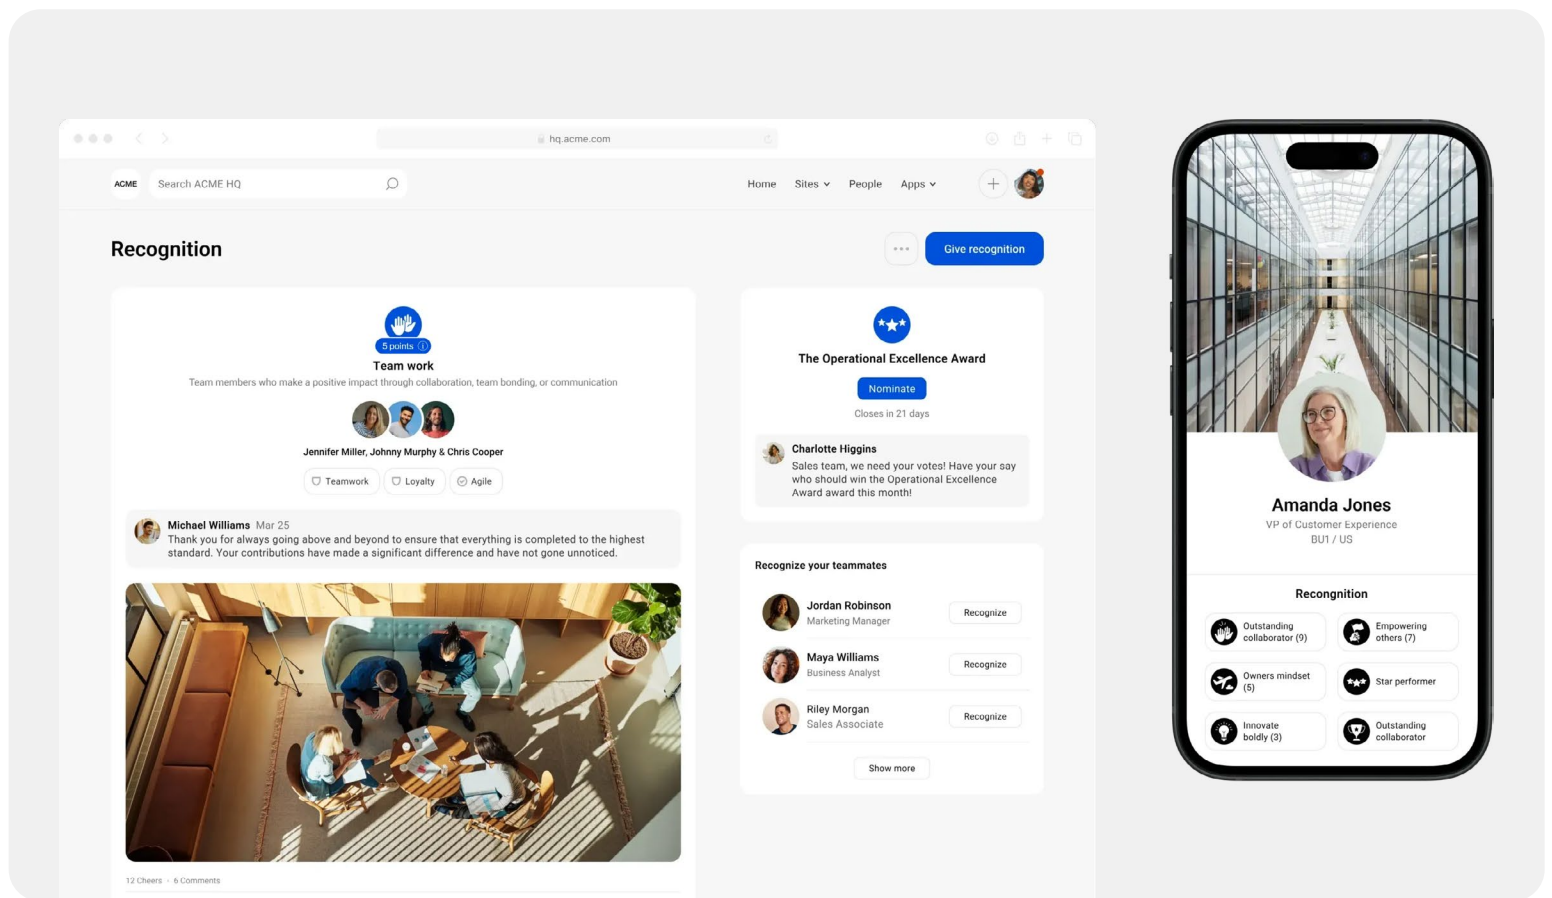 hq.acme.com
ACME
Search ACME HQ
Home
Sites
People
Apps
Recognition
Give recognition
5 points
Team work
Team members who make a positive impact through collaboration, team bonding, or communication
Jennifer Miller, Johnny Murphy & Chris Cooper
Teamwork
Loyalty
Agile
Michael Williams Mar 25
Thank you for always going above and beyond to ensure that everything is completed to the highest
standard. Your contributions have made a significant difference and have not gone unnoticed.
12 Cheers • 6 Comments
The Operational Excellence Award
Nominate
Closes in 21 days
Charlotte Higgins
Sales team, we need your votes! Have your say
who should win the Operational Excellence
Award award this month!
Recognize your teammates
Jordan Robinson
Marketing Manager
Recognize
Maya Williams
Business Analyst
Recognize
Riley Morgan
Sales Associate
Recognize
Show more
Amanda Jones
VP of Customer Experience
BU1 / US
Recongnition
Outstanding
collaborator (9)
Empowering
others (7)
Owners mindset
(5)
Star performer
Innovate
boldly (3)
Outstanding
collaborator